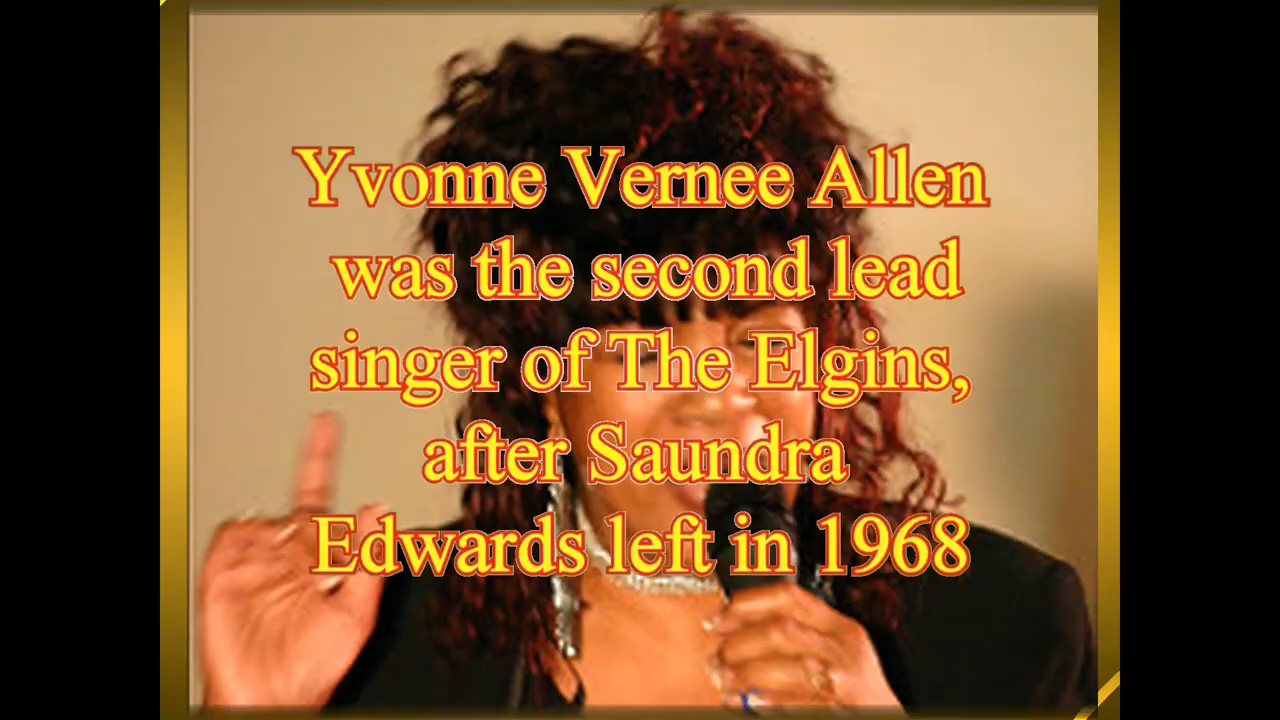 Yvonne Vernee Allen
was the second lead
singer of The Elgins,
after Saundra
Edwards left in 1968